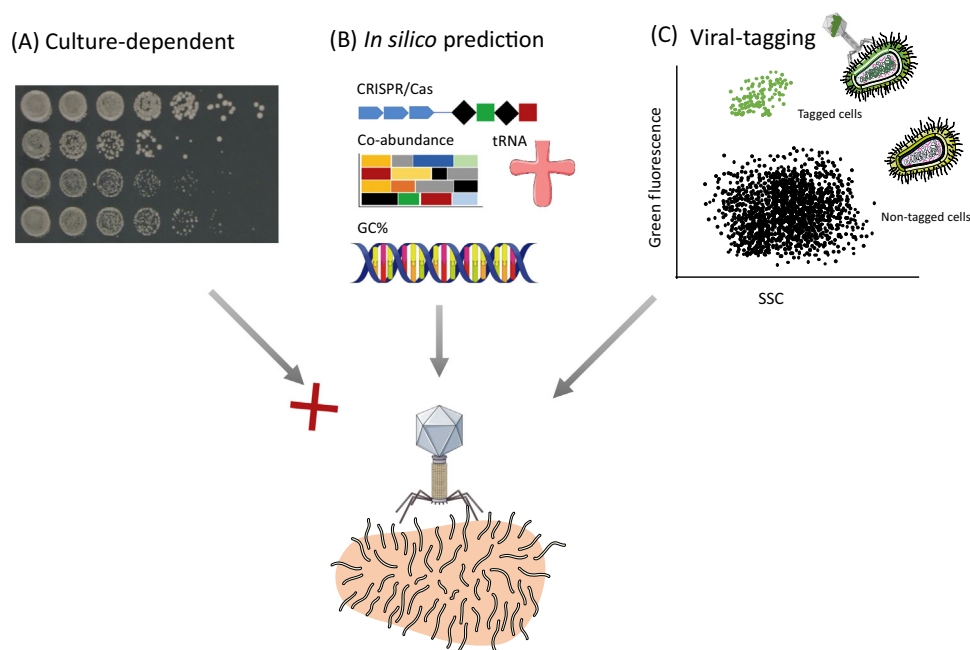 (A) Culture-dependent
(B) In silico prediction
CRISPR/Cas
Co-abundance
tRNA
GC%
(C) Viral-tagging
Green fluorescence
Tagged cells
Non-tagged cells
SSC